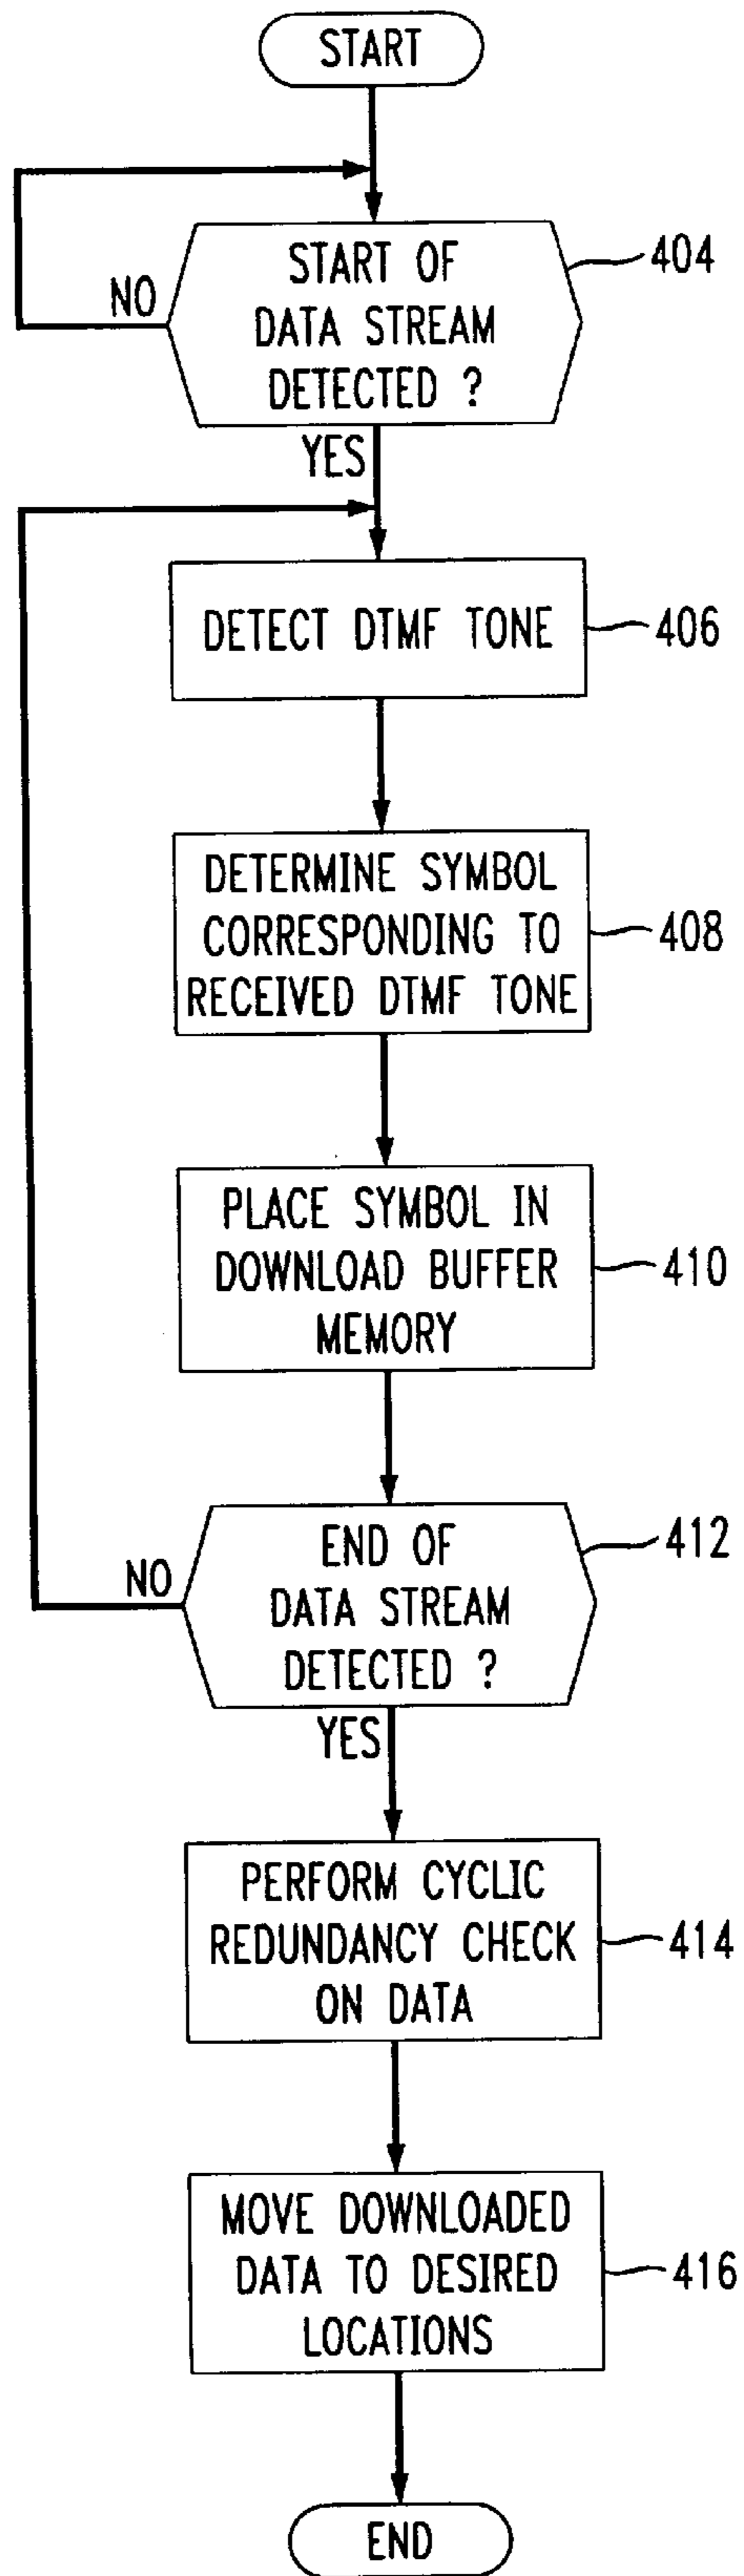 START
START OF
DATA STREAM
DETECTED ?
404
NO
YES
DETECT DTMF TONE
406
DETERMINE SYMBOL
CORRESPONDING TO
RECEIVED DTMF TONE
408
PLACE SYMBOL IN
DOWNLOAD BUFFER
MEMORY
410
END OF
DATA STREAM
DETECTED ?
412
NO
YES
PERFORM CYCLIC
REDUNDANCY CHECK
ON DATA
414
MOVE DOWNLOADED
DATA TO DESIRED
LOCATIONS
416
END